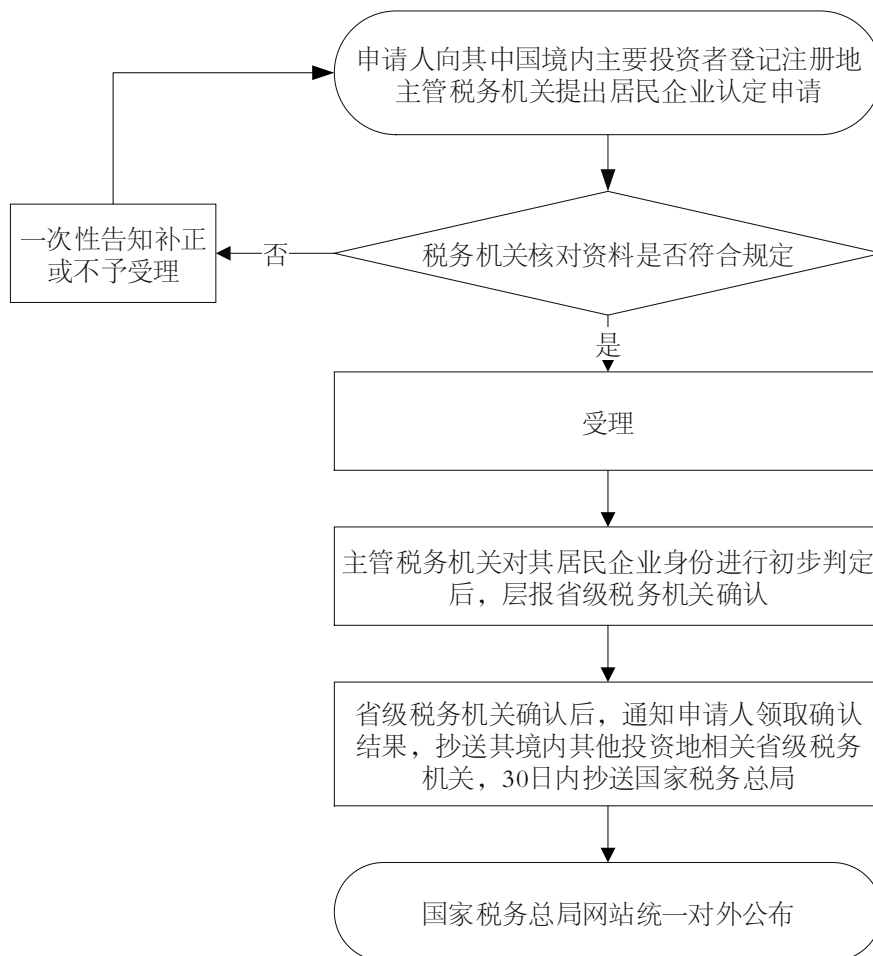 申请人向其中国境内主要投资者登记注册地
主管税务机关提出居民企业认定申请
一次性告知补正
或不予受理
否
税务机关核对资料是否符合规定
是
受理
主管税务机关对其居民企业身份进行初步判定
后，层报省级税务机关确认
省级税务机关确认后，通知申请人领取确认
结果，抄送其境内其他投资地相关省级税务
机关，30日内抄送国家税务总局
国家税务总局网站统一对外公布